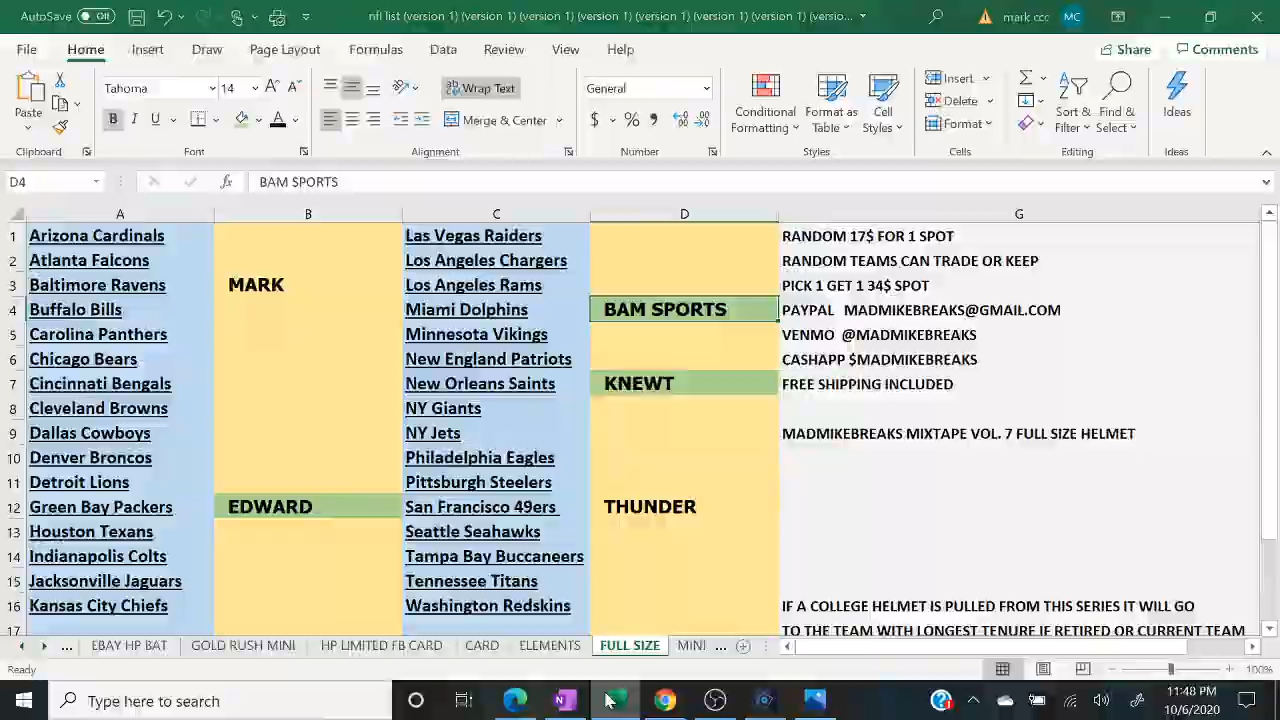 AutoSave Off nfl list (version 1) (version 1) (version 1) (version 1) (versio... mark ccc MC
File Home Insert Draw Page Layout Formulas Data Review View Help Share Comments
Tahoma 14 Wrap Text General Insert
Paste Merge & Center Conditional Formatting Format as Table Cell Styles Delete Sort & Filter Find & Select Ideas
Format
Clipboard Font Alignment Number Styles Cells Editing Ideas
D4 fx BAM SPORTS
A B C D G
1 Arizona Cardinals Las Vegas Raiders RANDOM 17$ FOR 1 SPOT
2 Atlanta Falcons Los Angeles Chargers RANDOM TEAMS CAN TRADE OR KEEP
3 Baltimore Ravens MARK Los Angeles Rams PICK 1 GET 1 34$ SPOT
4 Buffalo Bills Miami Dolphins BAM SPORTS PAYPAL MADMIKEBREAKS@GMAIL.COM
5 Carolina Panthers Minnesota Vikings VENMO @MADMIKEBREAKS
6 Chicago Bears New England Patriots CASHAPP $MADMIKEBREAKS
7 Cincinnati Bengals New Orleans Saints KNEWT FREE SHIPPING INCLUDED
8 Cleveland Browns NY Giants
9 Dallas Cowboys NY Jets MADMIKEBREAKS MIXTAPE VOL. 7 FULL SIZE HELMET
10 Denver Broncos Philadelphia Eagles
11 Detroit Lions Pittsburgh Steelers
12 Green Bay Packers EDWARD San Francisco 49ers THUNDER
13 Houston Texans Seattle Seahawks
14 Indianapolis Colts Tampa Bay Buccaneers
15 Jacksonville Jaguars Tennessee Titans
16 Kansas City Chiefs Washington Redskins IF A COLLEGE HELMET IS PULLED FROM THIS SERIES IT WILL GO
17 TO THE TEAM WITH LONGEST TENURE IF RETIRED OR CURRENT TEAM
... EBAY HP BAT GOLD RUSH MINI HP LIMITED FB CARD CARD ELEMENTS FULL SIZE MINI ...
Ready 100%
Type here to search 11:48 PM
10/6/2020